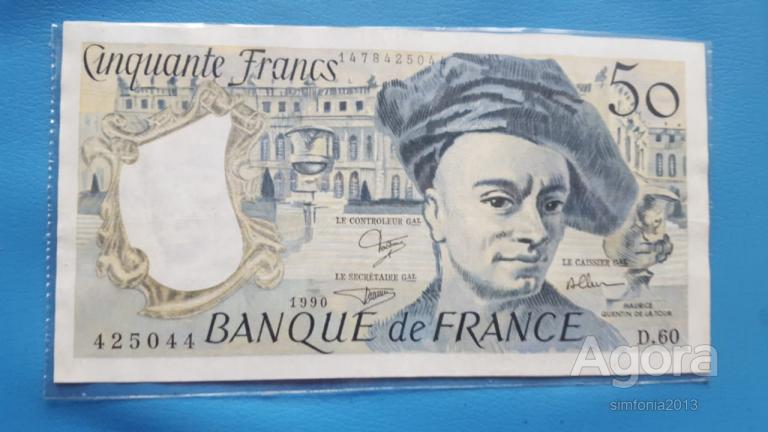 Cinquante Francs
1478425044
50
LE CONTROLEUR GAL
LE CAISSIER GAL
LE SECRÉTAIRE GAL
MAURICE
QUENTIN DE LA TOUR
1990
425044 BANQUE de FRANCE D.60
Agora
simfonia2013